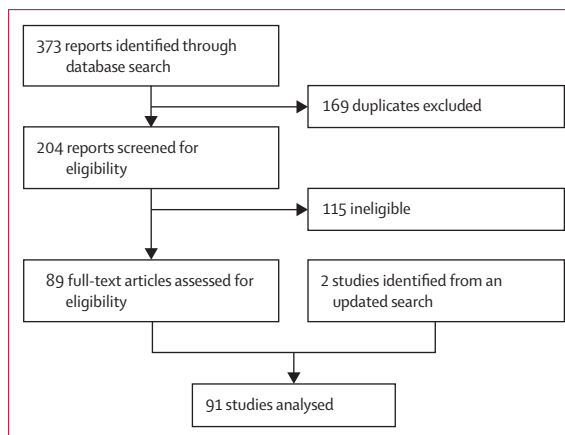 373 reports identified through
database search
169 duplicates excluded
204 reports screened for
eligibility
115 ineligible
89 full-text articles assessed for
eligibility
2 studies identified from an
updated search
91 studies analysed